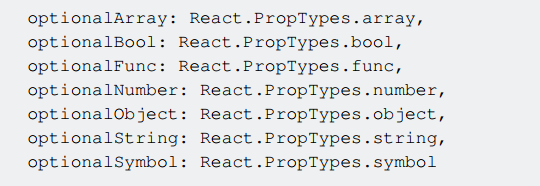 optionalArray: React.PropTypes.array,
optionalBool: React.PropTypes.bool,
optionalFunc: React.PropTypes.func,
optionalNumber: React.PropTypes.number,
optionalObject: React.PropTypes.object,
optionalString: React.PropTypes.string,
optionalSymbol: React.PropTypes.symbol